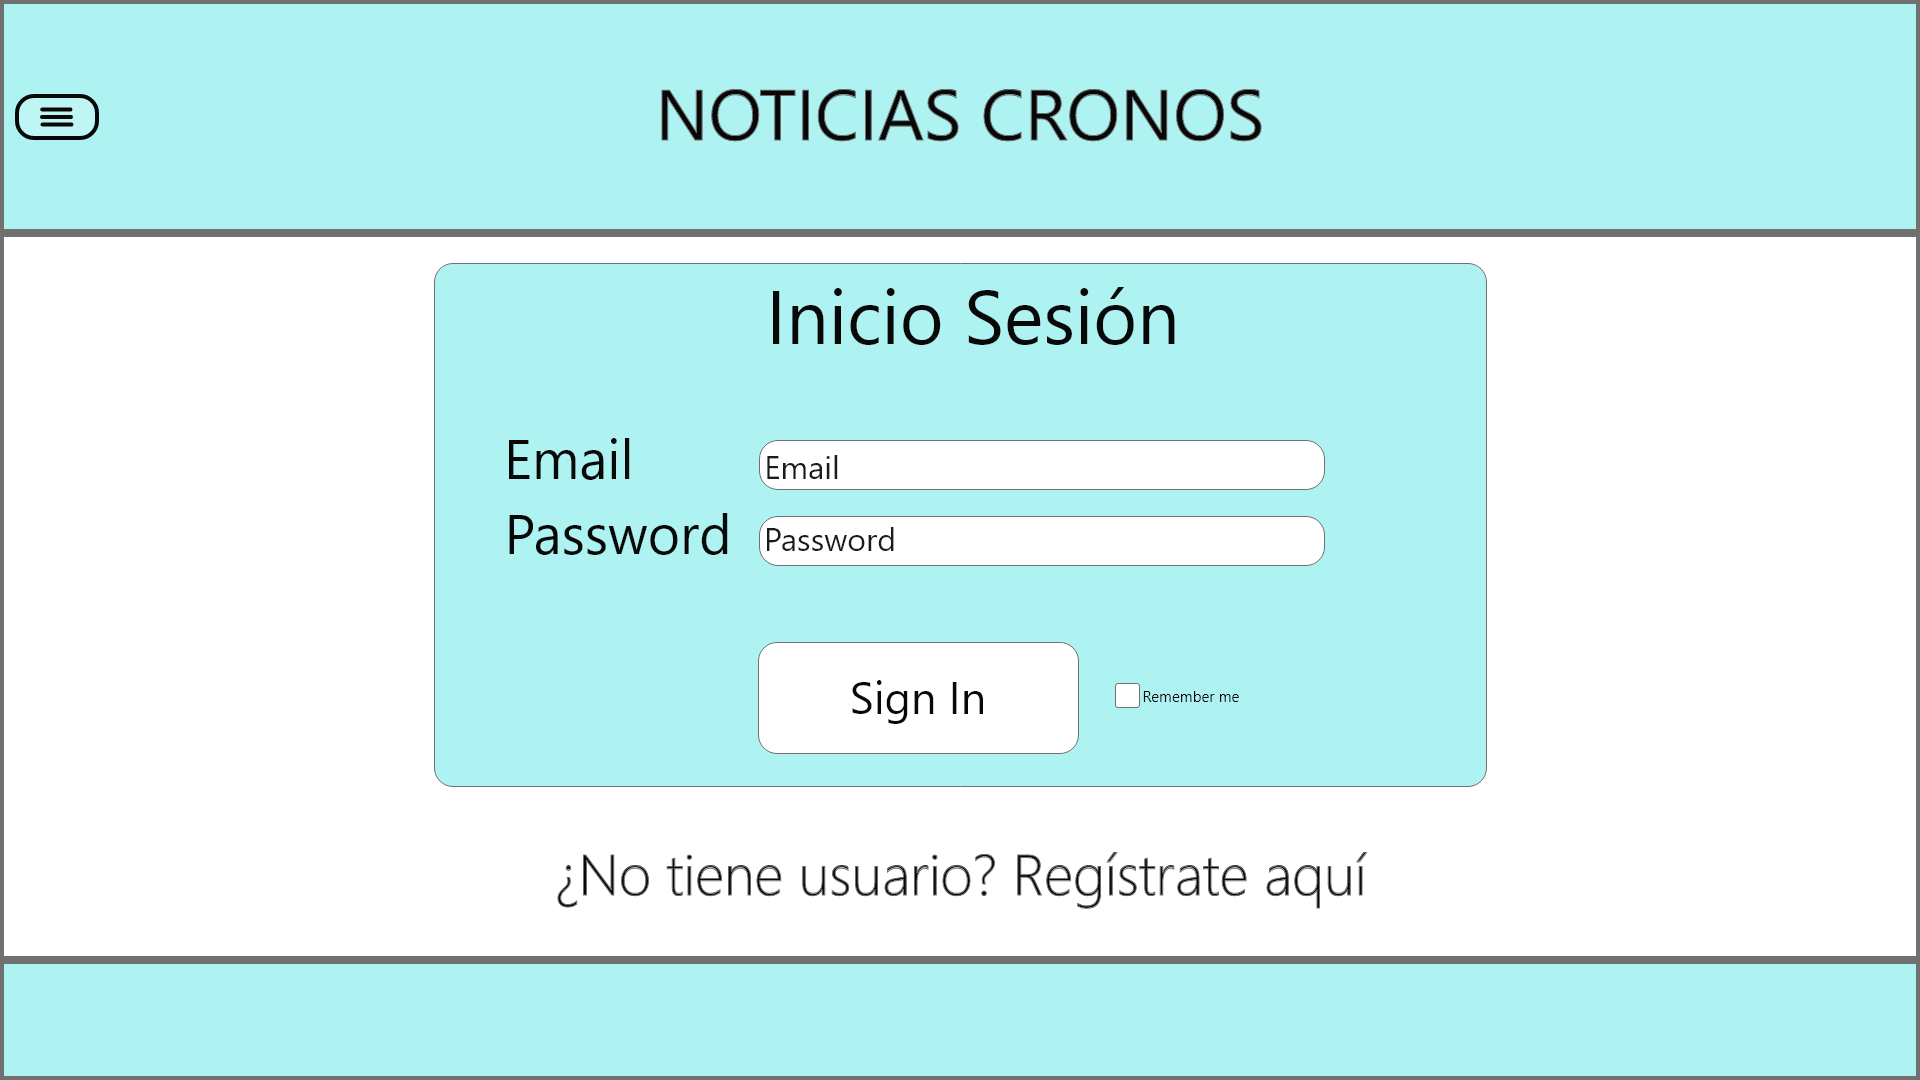 NOTICIAS CRONOS
Inicio Sesión
Email
Email
Password
Password
Sign In
Remember me
¿No tiene usuario? Regístrate aquí